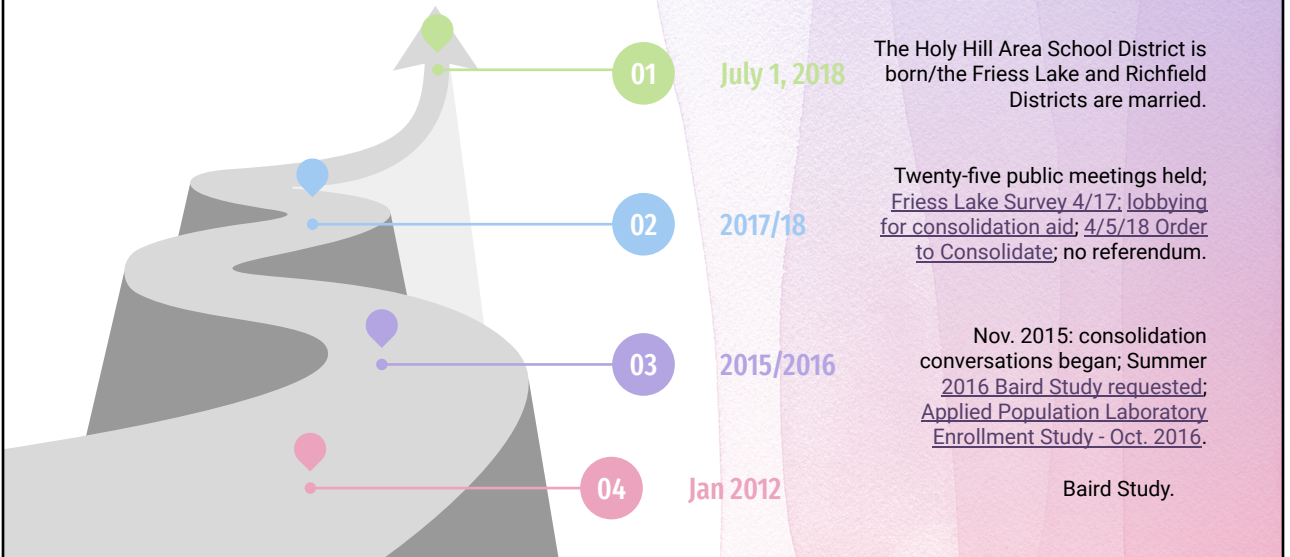 01
July 1, 2018
The Holy Hill Area School District is
born/the Friess Lake and Richfield
Districts are married.
02
2017/18
Twenty-five public meetings held;
Friess Lake Survey 4/17; lobbying
for consolidation aid; 4/5/18 Order
to Consolidate; no referendum.
03
2015/2016
Nov. 2015: consolidation
conversations began; Summer
2016 Baird Study requested;
Applied Population Laboratory
Enrollment Study - Oct. 2016.
04
Jan 2012
Baird Study.